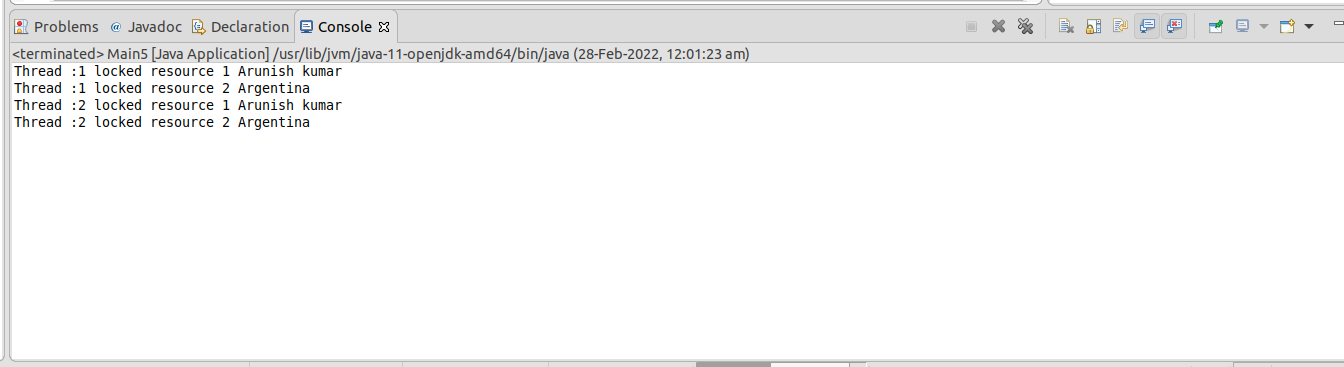 Problems @ Javadoc Declaration Console
<terminated> Main5 [Java Application] /usr/lib/jvm/java-11-openjdk-amd64/bin/java (28-Feb-2022, 12:01:23 am)
Thread :1 locked resource 1 Arunish kumar
Thread :1 locked resource 2 Argentina
Thread :2 locked resource 1 Arunish kumar
Thread :2 locked resource 2 Argentina